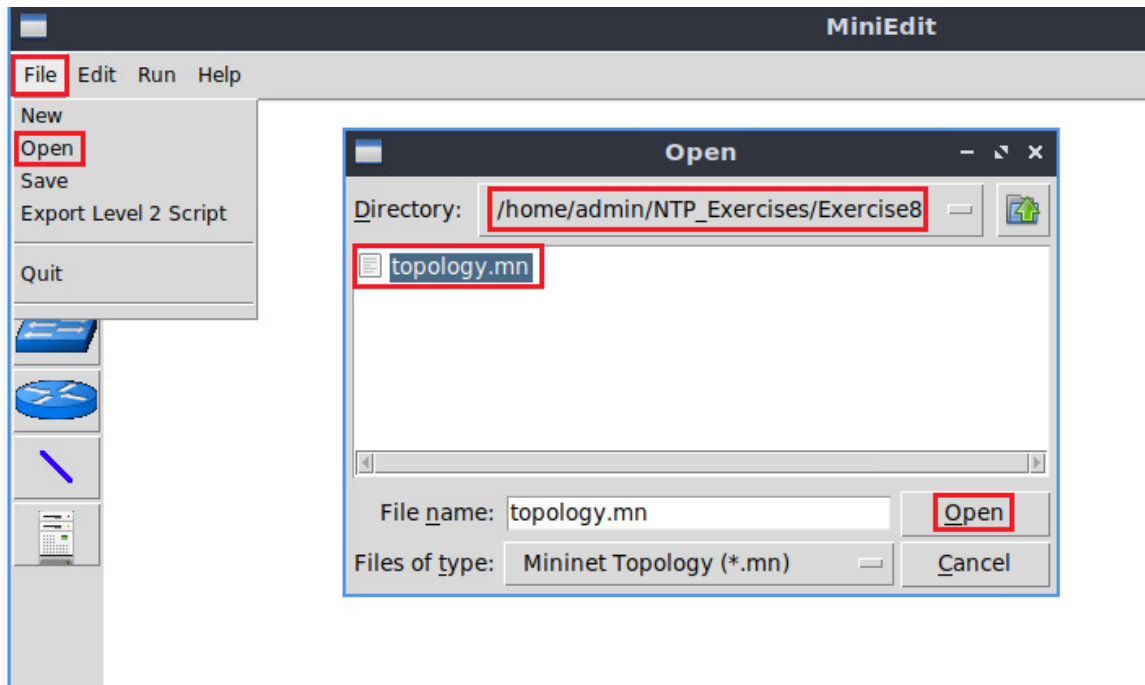 MiniEdit
File Edit Run Help
New
Open
Save
Export Level 2 Script
Quit
Open
Directory: /home/admin/NTP_Exercises/Exercise8
topology.mn
File name: topology.mn Open
Files of type: Mininet Topology (*.mn) Cancel